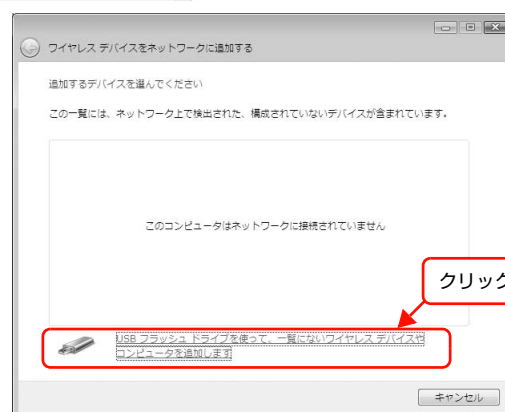 ワイヤレス デバイスをネットワークに追加する
追加するデバイスを選んでください
この一覧には、ネットワーク上で検出された、構成されていないデバイスが含まれています。
このコンピュータはネットワークに接続されていません
クリック
USB フラッシュ ドライブを使って、一覧にないワイヤレス デバイスや
コンピュータを追加します
キャンセル